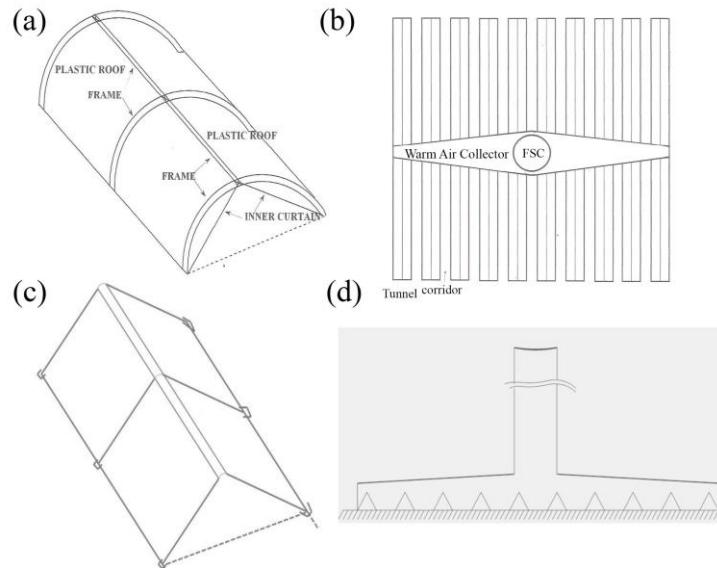 (a)
PLASTIC ROOF
FRAME
PLASTIC ROOF
FRAME
INNER CURTAIN
(b)
Warm Air Collector
FSC
Tunnel
corridor
(c)
(d)